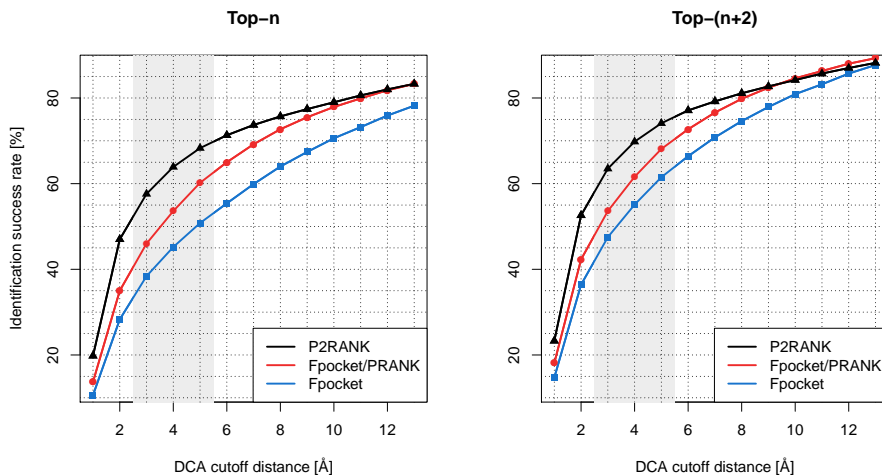 Top−n
Identification success rate [%]
80
60
40
20
P2RANK
Fpocket/PRANK
Fpocket
2 4 6 8 10 12
DCA cutoff distance [Å]
Top−(n+2)
80
60
40
20
P2RANK
Fpocket/PRANK
Fpocket
2 4 6 8 10 12
DCA cutoff distance [Å]